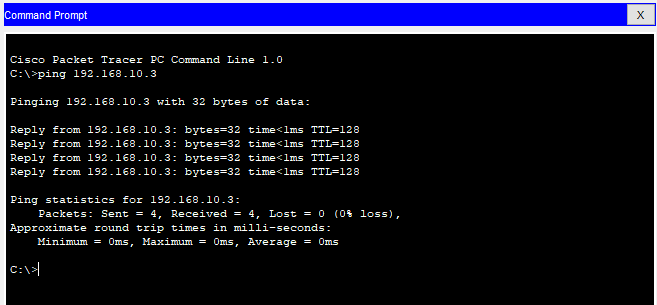 Command Prompt
X
Cisco Packet Tracer PC Command Line 1.0
C:\>ping 192.168.10.3
Pinging 192.168.10.3 with 32 bytes of data:
Reply from 192.168.10.3: bytes=32 time<1ms TTL=128
Reply from 192.168.10.3: bytes=32 time<1ms TTL=128
Reply from 192.168.10.3: bytes=32 time<1ms TTL=128
Reply from 192.168.10.3: bytes=32 time<1ms TTL=128
Ping statistics for 192.168.10.3:
Packets: Sent = 4, Received = 4, Lost = 0 (0% loss),
Approximate round trip times in milli-seconds:
Minimum = 0ms, Maximum = 0ms, Average = 0ms
C:\>